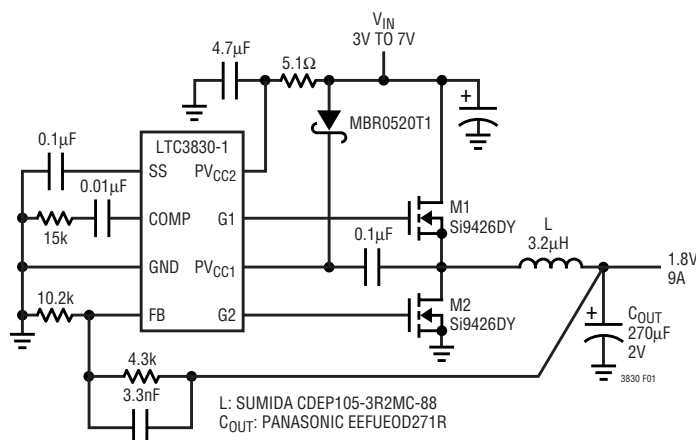 V_IN
3V TO 7V
4.7µF
5.1Ω
+
MBR0520T1
0.1µF
LTC3830-1
SS
PV_CC2
0.01µF
COMP
G1
M1
Si9426DY
15k
0.1µF
L
3.2µH
GND
PV_CC1
1.8V
9A
10.2k
FB
G2
M2
Si9426DY
+
C_OUT
270µF
2V
4.3k
3.3nF
3830 F01
L: SUMIDA CDEP105-3R2MC-88
C_OUT: PANASONIC EEFUEOD271R